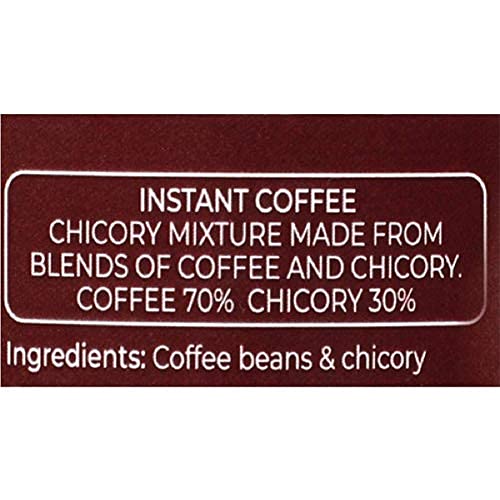 INSTANT COFFEE
CHICORY MIXTURE MADE FROM
BLENDS OF COFFEE AND CHICORY.
COFFEE 70% CHICORY 30%
Ingredients: Coffee beans & chicory